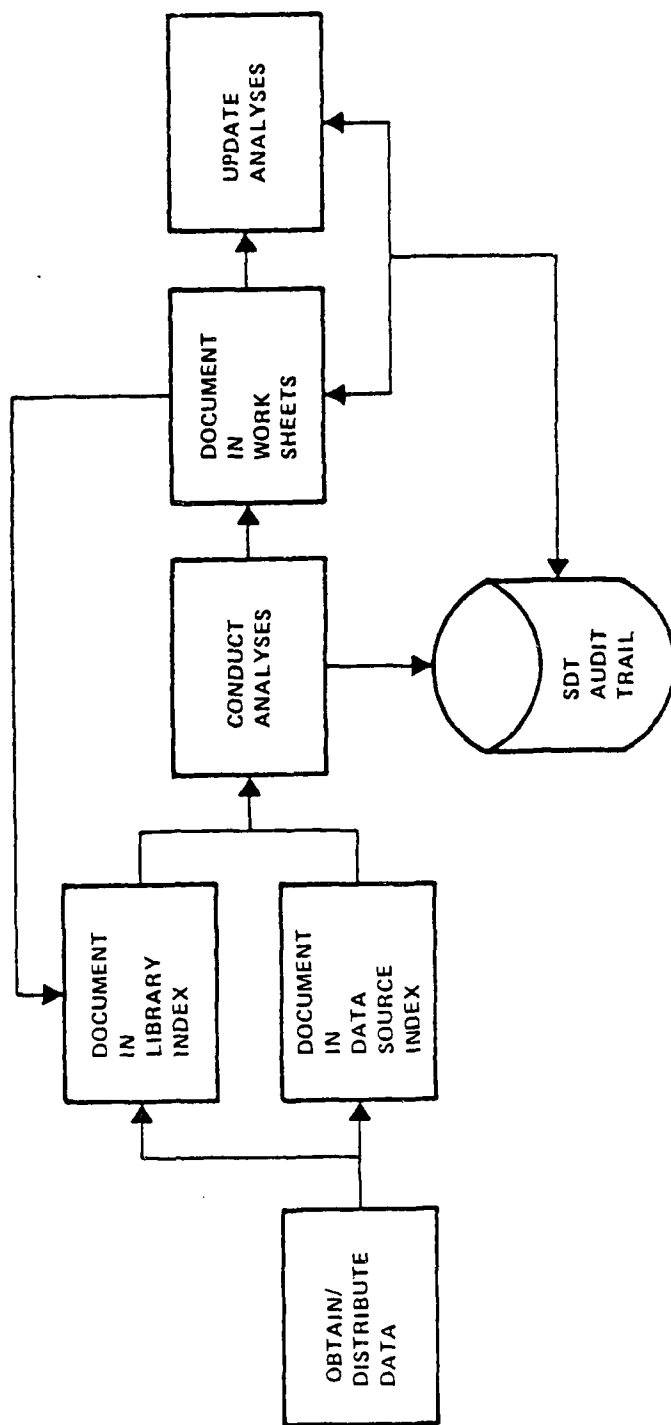 OBTAIN/
DISTRIBUTE
DATA
DOCUMENT
IN
LIBRARY
INDEX
DOCUMENT
IN DATA
SOURCE
INDEX
CONDUCT
ANALYSES
DOCUMENT
IN
WORK
SHEETS
UPDATE
ANALYSES
SDT
AUDIT
TRAIL